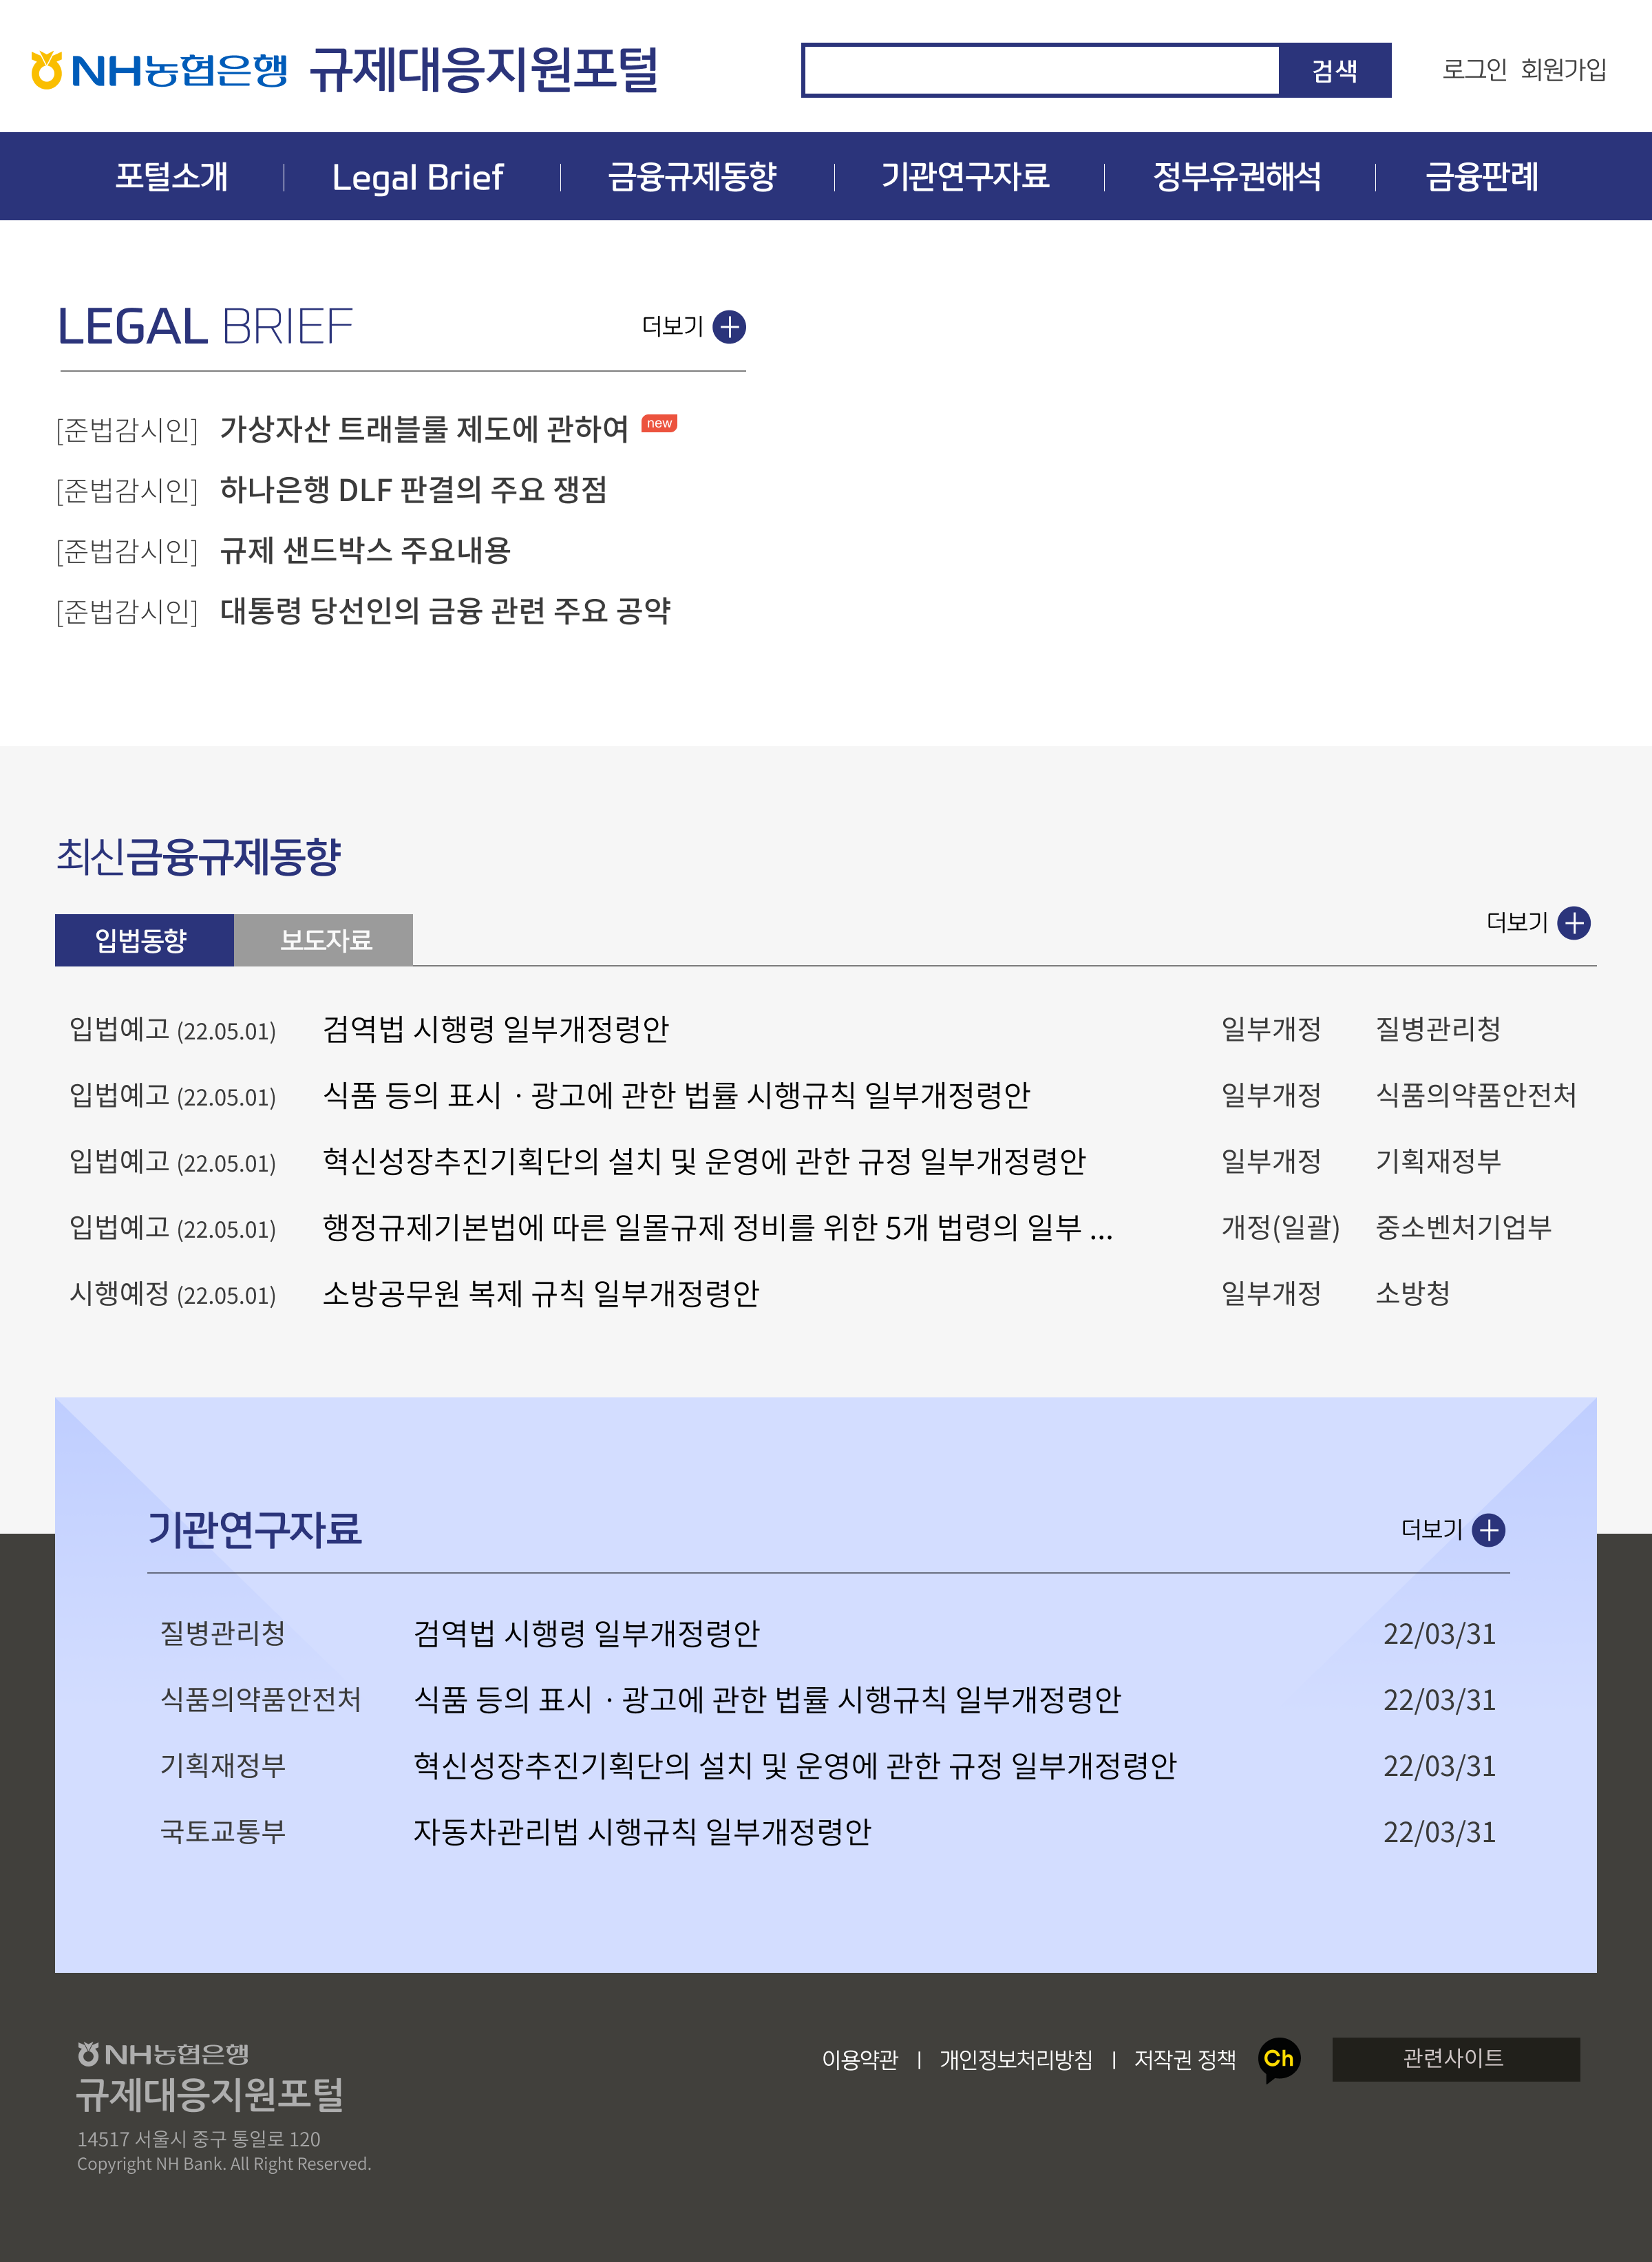 NH농협은행 규제대응지원포털 검색 로그인 회원가입
포털소개 Legal Brief 금융규제동향 기관연구자료 정부유권해석 금융판례
LEGAL BRIEF 더보기
[준법감시인] 가상자산 트래블룰 제도에 관하여 new
[준법감시인] 하나은행 DLF 판결의 주요 쟁점
[준법감시인] 규제 샌드박스 주요내용
[준법감시인] 대통령 당선인의 금융 관련 주요 공약
최신금융규제동향
입법동향 보도자료 더보기
입법예고 (22.05.01) 검역법 시행령 일부개정령안 일부개정 질병관리청
입법예고 (22.05.01) 식품 등의 표시ㆍ광고에 관한 법률 시행규칙 일부개정령안 일부개정 식품의약품안전처
입법예고 (22.05.01) 혁신성장추진기획단의 설치 및 운영에 관한 규정 일부개정령안 일부개정 기획재정부
입법예고 (22.05.01) 행정규제기본법에 따른 일몰규제 정비를 위한 5개 법령의 일부 ... 개정(일괄) 중소벤처기업부
시행예정 (22.05.01) 소방공무원 복제 규칙 일부개정령안 일부개정 소방청
기관연구자료 더보기
질병관리청 검역법 시행령 일부개정령안 22/03/31
식품의약품안전처 식품 등의 표시ㆍ광고에 관한 법률 시행규칙 일부개정령안 22/03/31
기획재정부 혁신성장추진기획단의 설치 및 운영에 관한 규정 일부개정령안 22/03/31
국토교통부 자동차관리법 시행규칙 일부개정령안 22/03/31
NH농협은행
이용약관 | 개인정보처리방침 | 저작권 정책 Ch 관련사이트
규제대응지원포털
14517 서울시 중구 통일로 120
Copyright NH Bank. All Right Reserved.